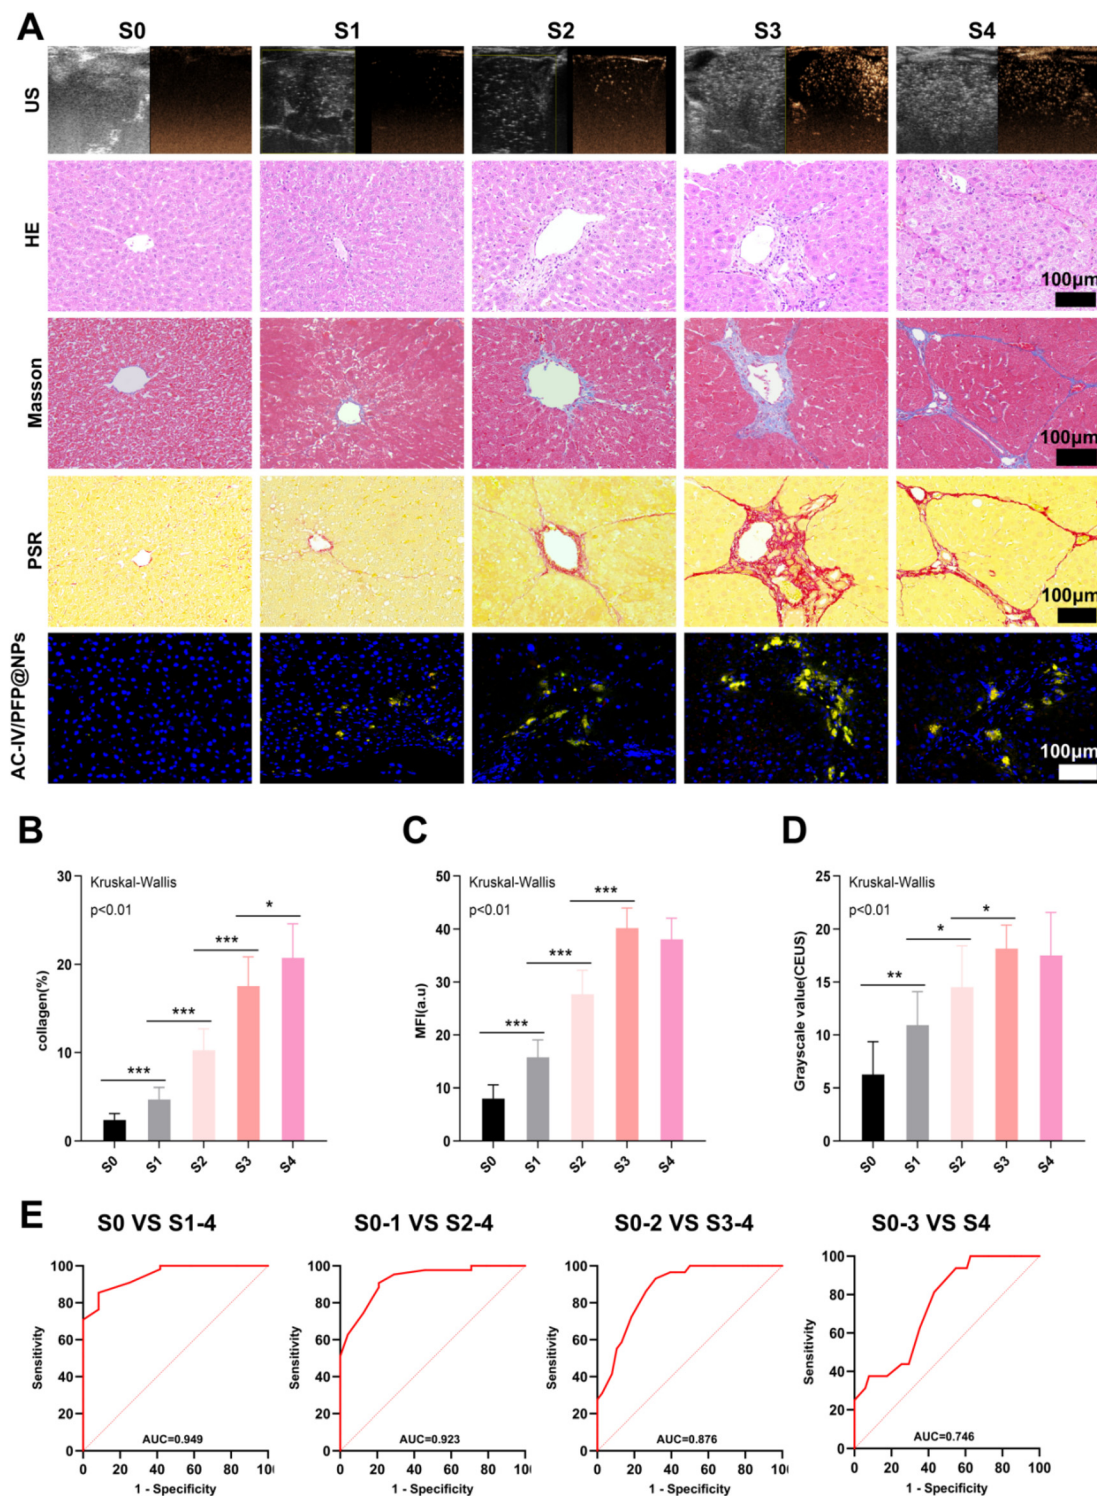 A
S0 S1 S2 S3 S4
US
HE
100μm
Masson
100μm
PSR
100μm
AC-IV/PFP@NPs
100μm
B
30
20
10
0
collagen(%)
Kruskal-Wallis
p<0.01
***
***
***
*
S0 S1 S2 S3 S4
C
50
40
30
20
10
0
MFI(a.u)
Kruskal-Wallis
p<0.01
***
***
***
S0 S1 S2 S3 S4
D
25
20
15
10
5
0
Grayscale value(CEUS)
Kruskal-Wallis
p<0.01
**
*
*
S0 S1 S2 S3 S4
E
S0 VS S1-4
100
80
60
40
20
0
Sensitivity
AUC=0.949
0 20 40 60 80 10
1 - Specificity
S0-1 VS S2-4
100
80
60
40
20
0
Sensitivity
AUC=0.923
0 20 40 60 80 10
1 - Specificity
S0-2 VS S3-4
100
80
60
40
20
0
Sensitivity
AUC=0.876
0 20 40 60 80 100
1 - Specificity
S0-3 VS S4
100
80
60
40
20
0
Sensitivity
AUC=0.746
0 20 40 60 80 100
1 - Specificity